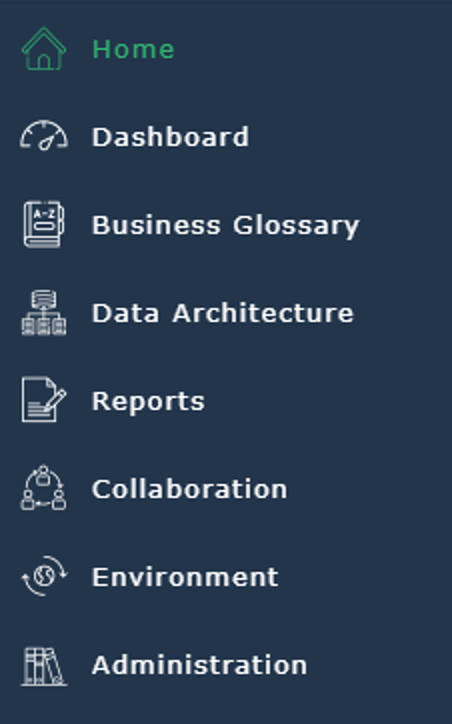 Home
Dashboard
A-Z
Business Glossary
Data Architecture
Reports
Collaboration
Environment
Administration